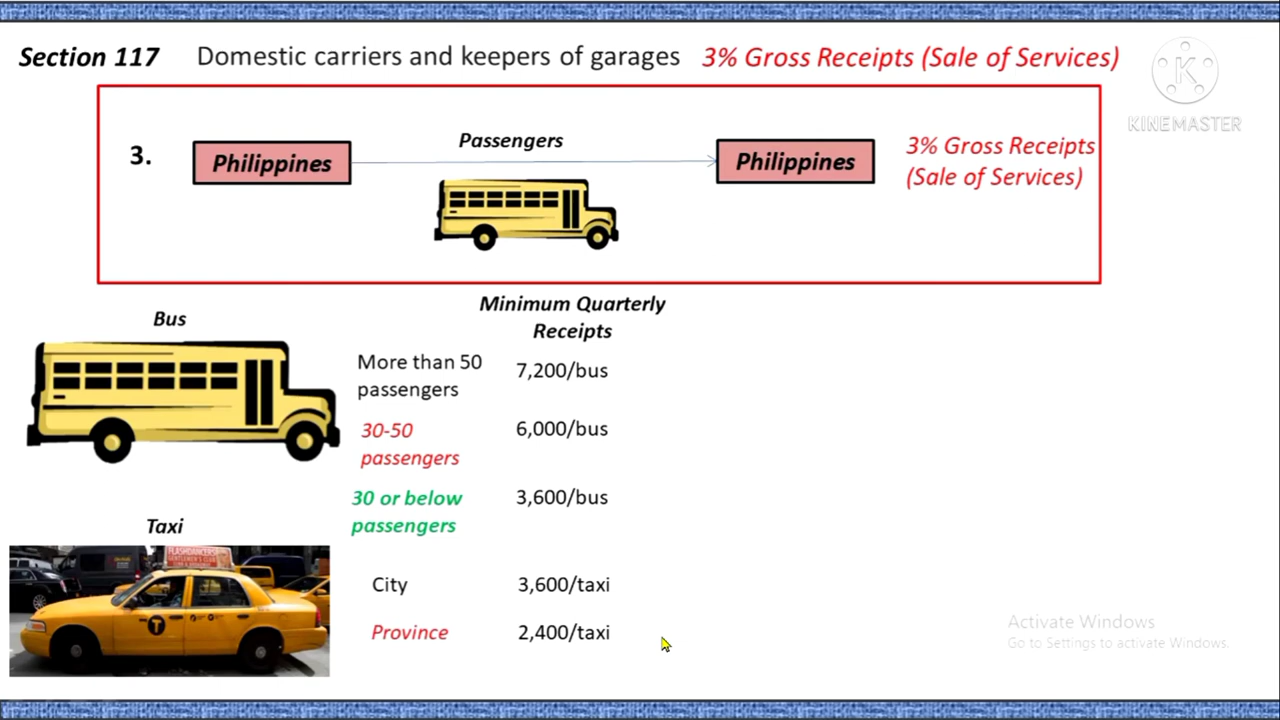 Section 117 Domestic carriers and keepers of garages 3% Gross Receipts (Sale of Services)
K
KINEMASTER
3.
Philippines
Passengers
Philippines
3% Gross Receipts
(Sale of Services)
Minimum Quarterly
Receipts
Bus
More than 50
passengers
7,200/bus
30-50
passengers
6,000/bus
30 or below
passengers
3,600/bus
Taxi
FLASHDANCERS
GENTLEMEN'S CLUB
T
City
3,600/taxi
Province
2,400/taxi
Activate Windows
Go to Settings to activate Windows.